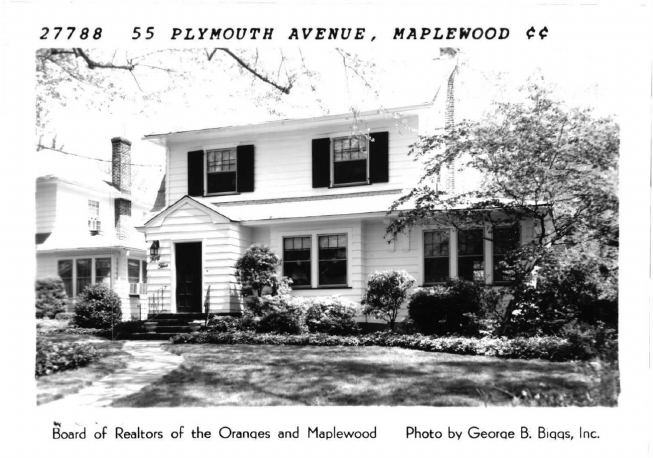 27788 55 PLYMOUTH AVENUE, MAPLEWOOD ¢¢
Board of Realtors of the Oranges and Maplewood Photo by George B. Biggs, Inc.